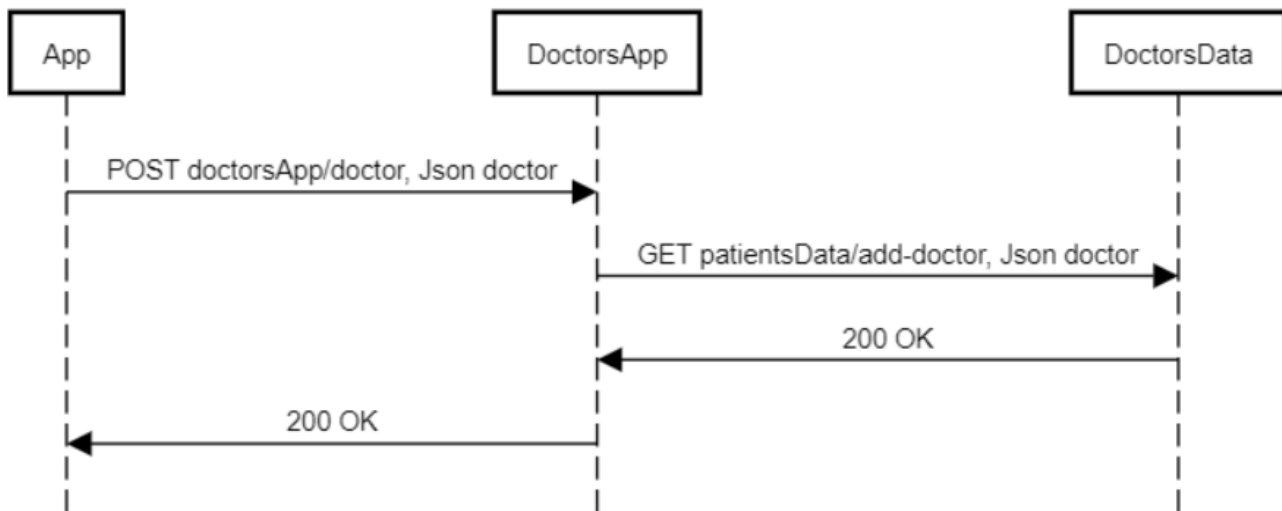 App
DoctorsApp
DoctorsData
POST doctorsApp/doctor, Json doctor
GET patientsData/add-doctor, Json doctor
200 OK
200 OK